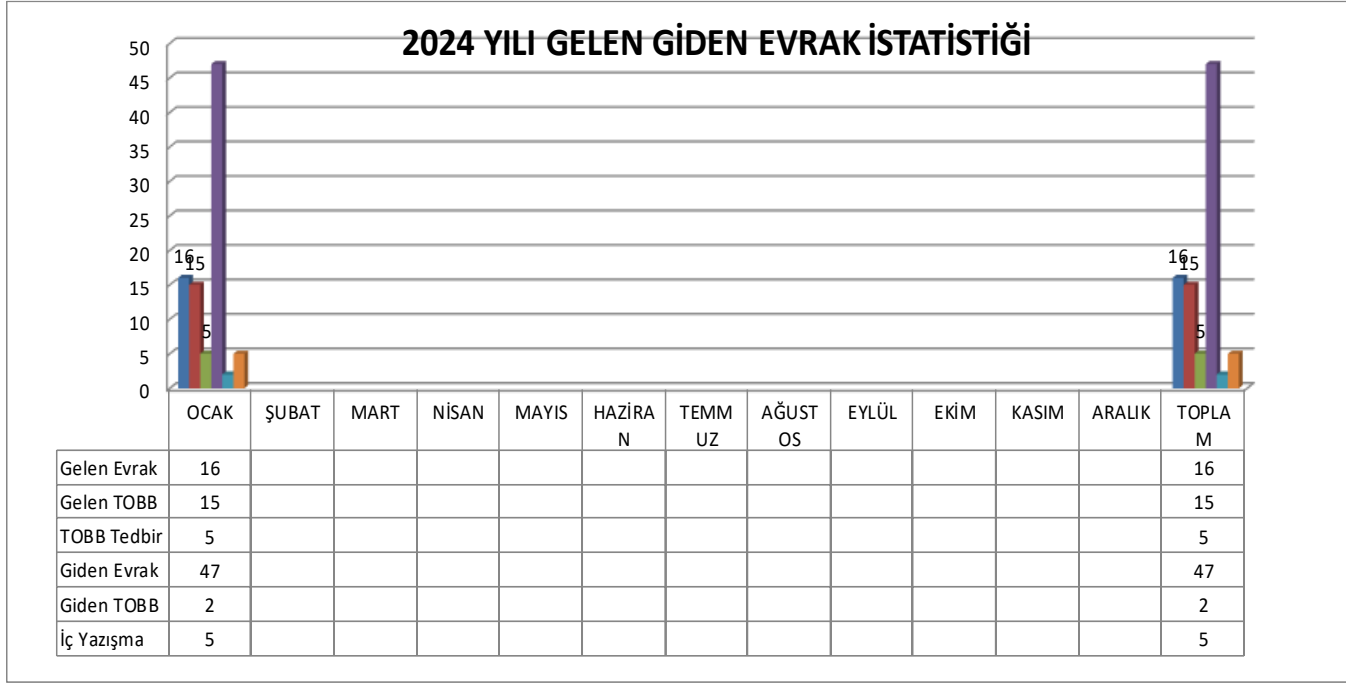 2024 YILI GELEN GİDEN EVRAK İSTATİSTİĞİ
50
45
40
35
30
25
20
15
10
5
0
16 15 5
16 15 5
OCAK ŞUBAT MART NİSAN MAYIS HAZİRA TEMM AĞUST EYLÜL EKİM KASIM ARALIK TOPLA
N UZ OS M
Gelen Evrak 16 16
Gelen TOBB 15 15
TOBB Tedbir 5 5
Giden Evrak 47 47
Giden TOBB 2 2
İç Yazışma 5 5